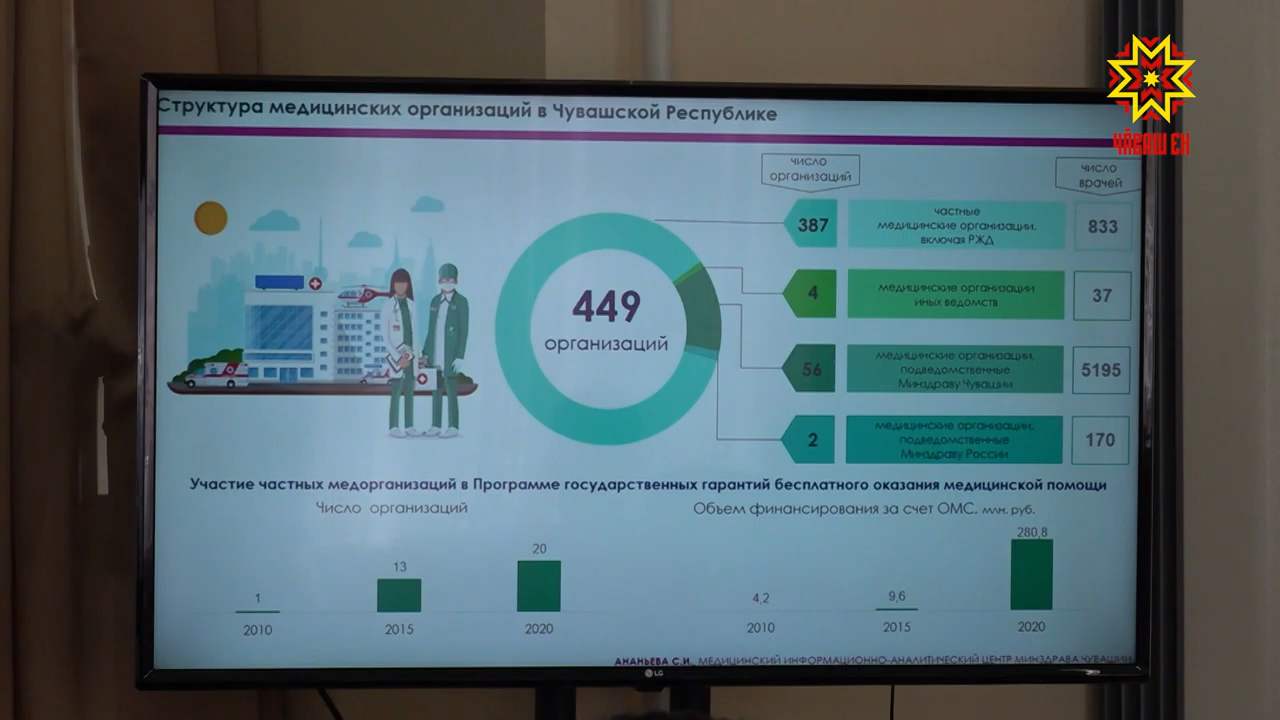 Структура медицинских организаций в Чувашской Республике
ЧӐВАШ ЕН
число
организаций
число
врачей
387
частные
медицинские организации,
включая РЖД
833
4
медицинские организации
иных ведомств
37
449
организаций
56
медицинские организации,
подведомственные
Минздраву Чувашии
5195
2
медицинские организации,
подведомственные
Минздраву России
170
Участие частных медорганизаций в Программе государственных гарантий бесплатного оказания медицинской помощи
Число организаций
1
13
20
2010
2015
2020
Объем финансирования за счет ОМС, млн. руб.
4,2
9,6
280,8
2010
2015
2020
АНАНЬЕВА С.И., МЕДИЦИНСКИЙ ИНФОРМАЦИОННО-АНАЛИТИЧЕСКИЙ ЦЕНТР МИНЗДРАВА ЧУВАШИИ
LG